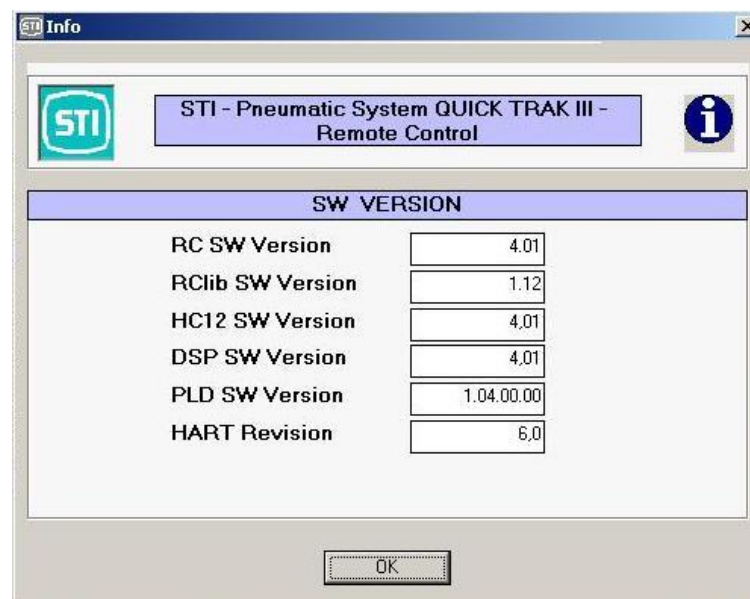 STI Info
STI
STI - Pneumatic System QUICK TRAK III -
Remote Control
i
SW VERSION
RC SW Version 4.01
RClib SW Version 1.12
HC12 SW Version 4,01
DSP SW Version 4,01
PLD SW Version 1.04.00.00
HART Revision 6,0
OK